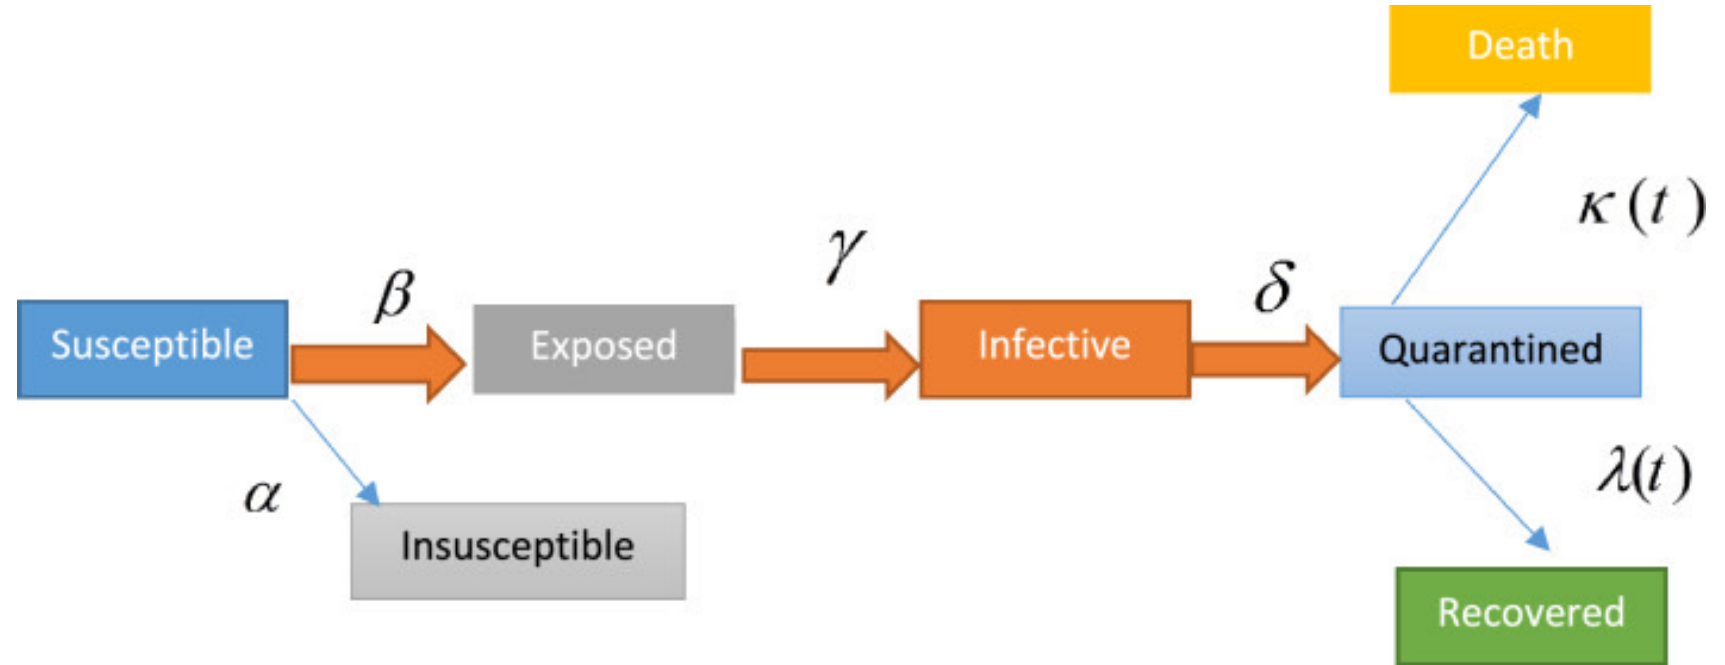 Death
κ(t)
γ
β
δ
Susceptible
Exposed
Infective
Quarantined
α
λ(t)
Insusceptible
Recovered